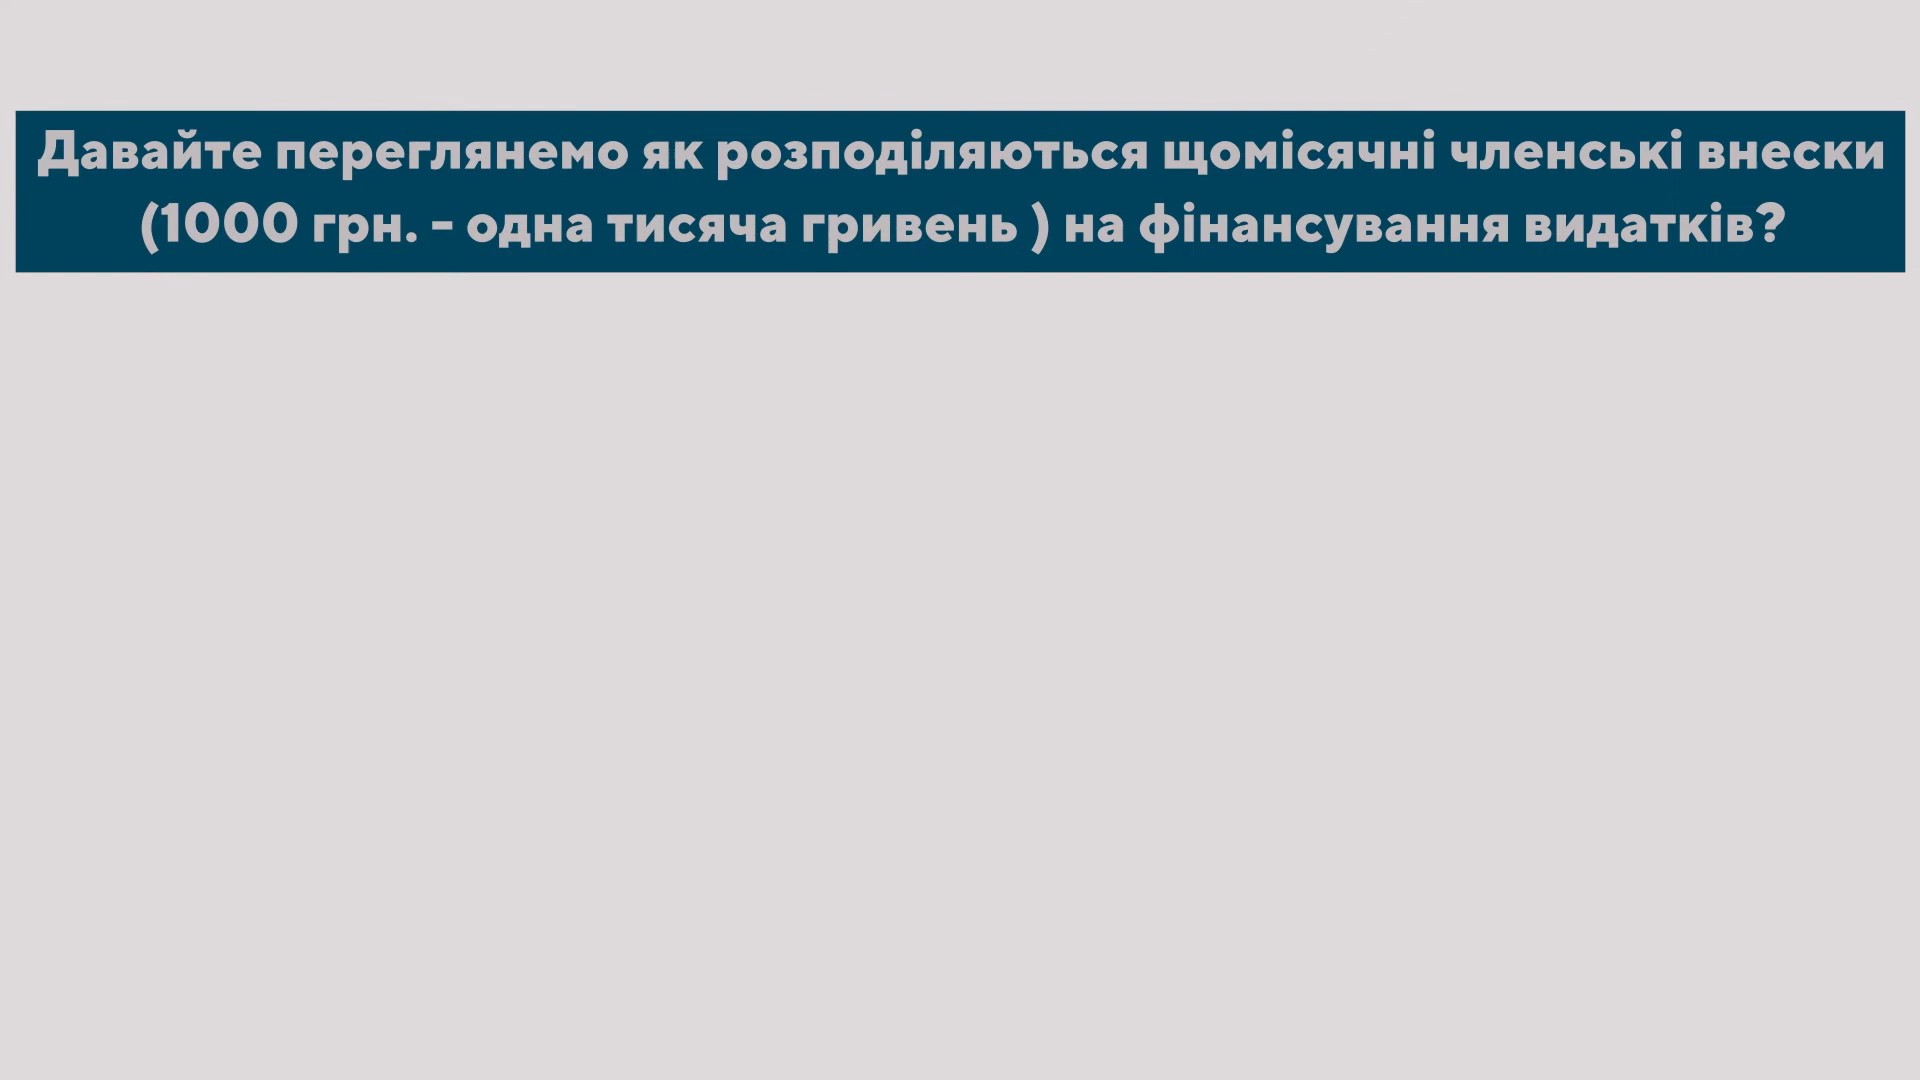 Давайте переглянемо як розподіляються щомісячні членські внески
(1000 грн. - одна тисяча гривень ) на фінансування видатків?